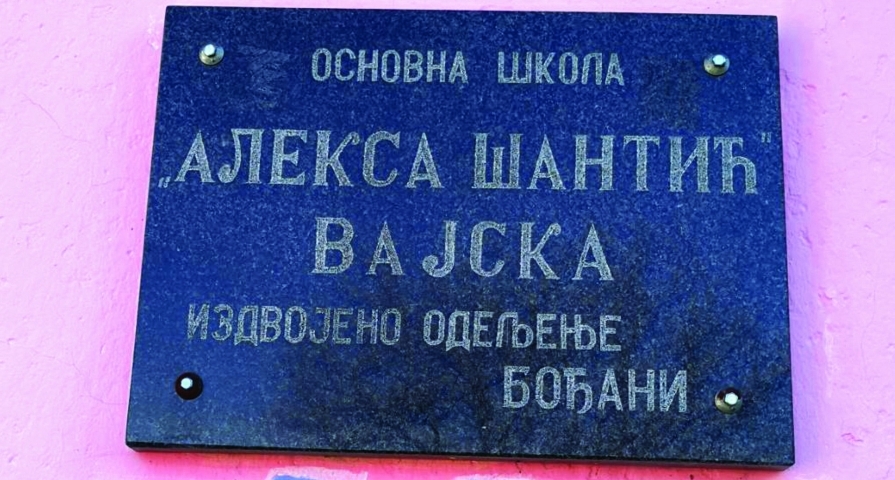 ОСНОВНА ШКОЛА
„АЛЕКСА ШАНТИЋ"
ВАЈСКА
ИЗДВОЈЕНО ОДЕЉЕЊЕ
БОЂАНИ